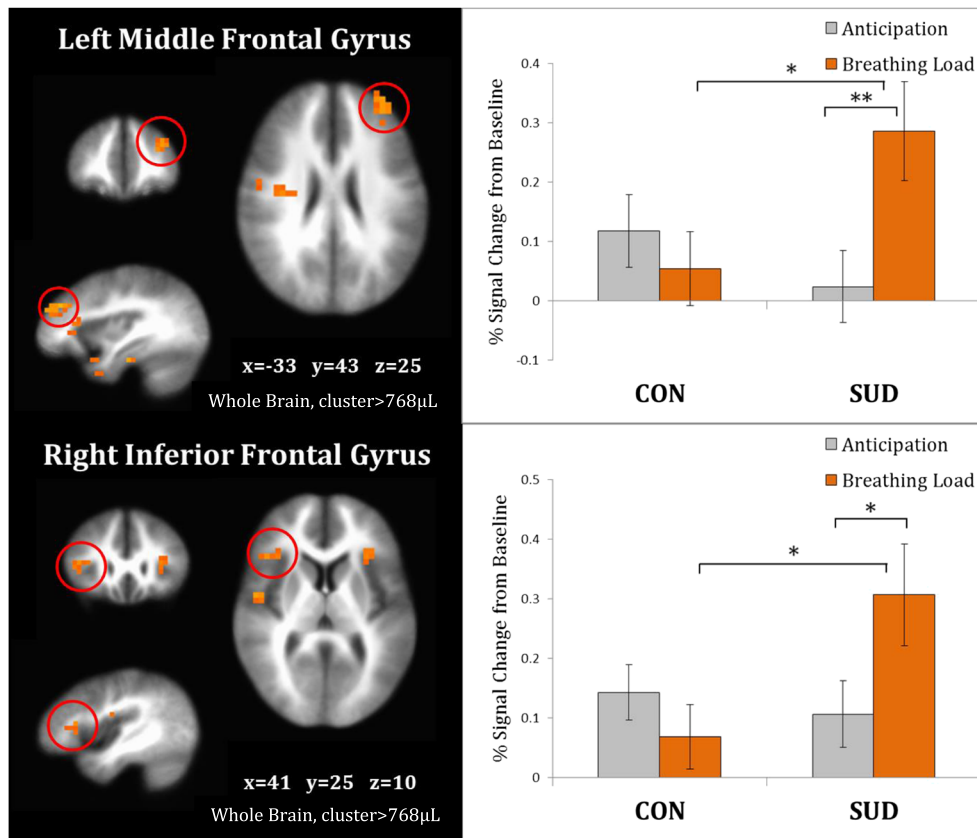 Left Middle Frontal Gyrus
x=-33 y=43 z=25
Whole Brain, cluster>768μL
Anticipation
Breathing Load
% Signal Change from Baseline
0.4
0.3
0.2
0.1
0
-0.1
*
**
CON SUD
Right Inferior Frontal Gyrus
x=41 y=25 z=10
Whole Brain, cluster>768μL
Anticipation
Breathing Load
% Signal Change from Baseline
0.5
0.4
0.3
0.2
0.1
0
*
*
CON SUD